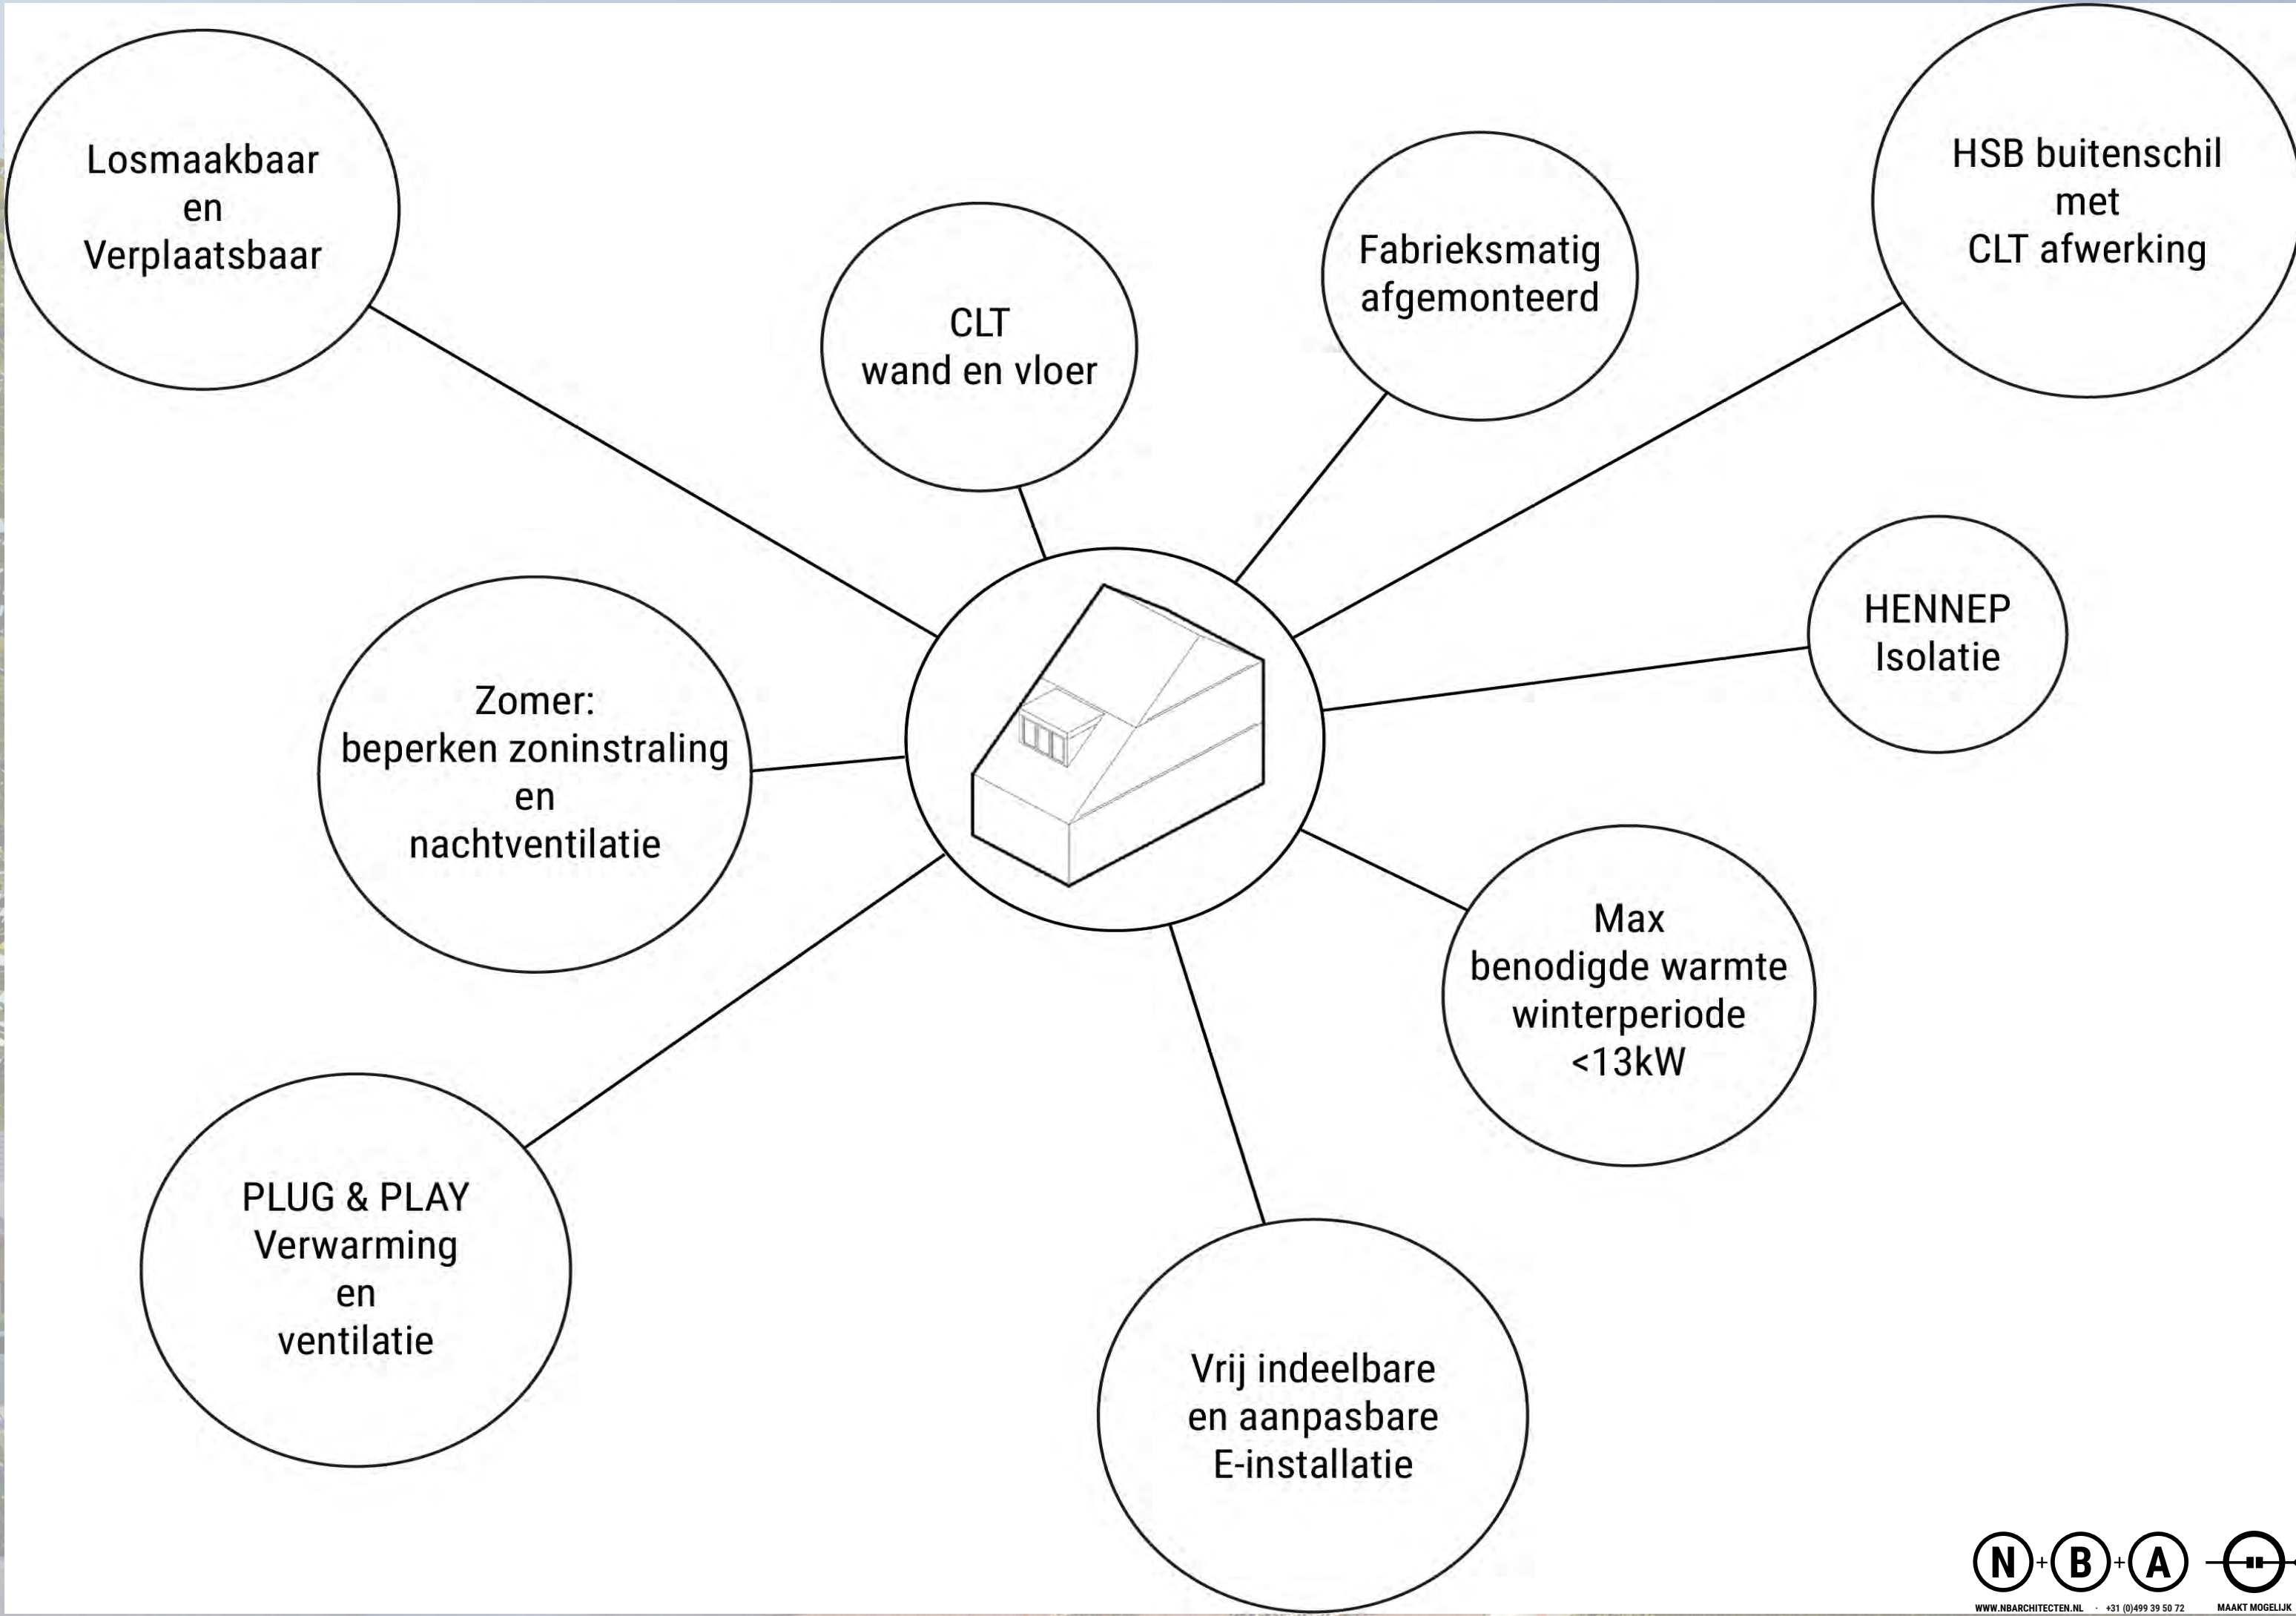 Losmaakbaar
en
Verplaatsbaar
CLT
wand en vloer
Fabrieksmatig
afgemonteerd
HSB buitenschil
met
CLT afwerking
HENNEP
Isolatie
Zomer:
beperken zoninstraling
en
nachtventilatie
Max
benodigde warmte
winterperiode
<13kW
PLUG & PLAY
Verwarming
en
ventilatie
Vrij indeelbare
en aanpasbare
E-installatie
N+B+A
WWW.NBARCHITECTEN.NL · +31 (0)499 39 50 72 MAAKT MOGELIJK